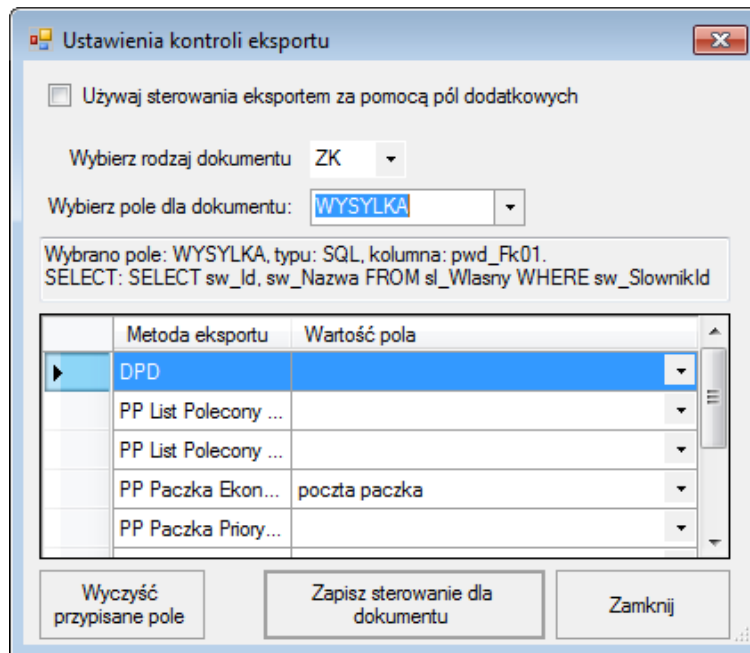 Ustawienia kontroli eksportu
Używaj sterowania eksportem za pomocą pól dodatkowych
Wybierz rodzaj dokumentu ZK
Wybierz pole dla dokumentu: WYSYLKA
Wybrano pole: WYSYLKA, typu: SQL, kolumna: pwd_Fk01.
SELECT: SELECT sw_Id, sw_Nazwa FROM sl_Wlasny WHERE sw_SlownikId
Metoda eksportu Wartość pola
DPD
PP List Polecony ...
PP List Polecony ...
PP Paczka Ekon... poczta paczka
PP Paczka Priory...
Wyczyść
przypisane pole
Zapisz sterowanie dla
dokumentu
Zamknij